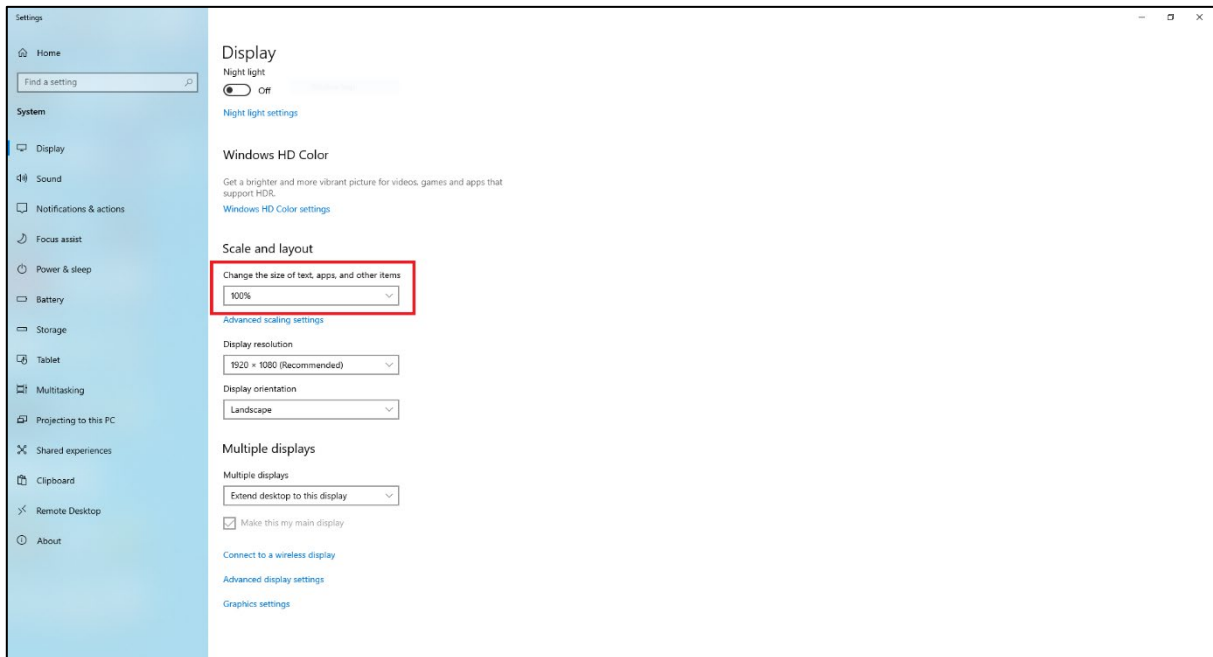 Settings
Home
Find a setting
System
Display
Sound
Notifications & actions
Focus assist
Power & sleep
Battery
Storage
Tablet
Multitasking
Projecting to this PC
Shared experiences
Clipboard
Remote Desktop
About
Display
Night light
Off
Night light settings
Windows HD Color
Get a brighter and more vibrant picture for videos, games and apps that
support HDR.
Windows HD Color settings
Scale and layout
Change the size of text, apps, and other items
100%
Advanced scaling settings
Display resolution
1920 × 1080 (Recommended)
Display orientation
Landscape
Multiple displays
Multiple displays
Extend desktop to this display
Make this my main display
Connect to a wireless display
Advanced display settings
Graphics settings